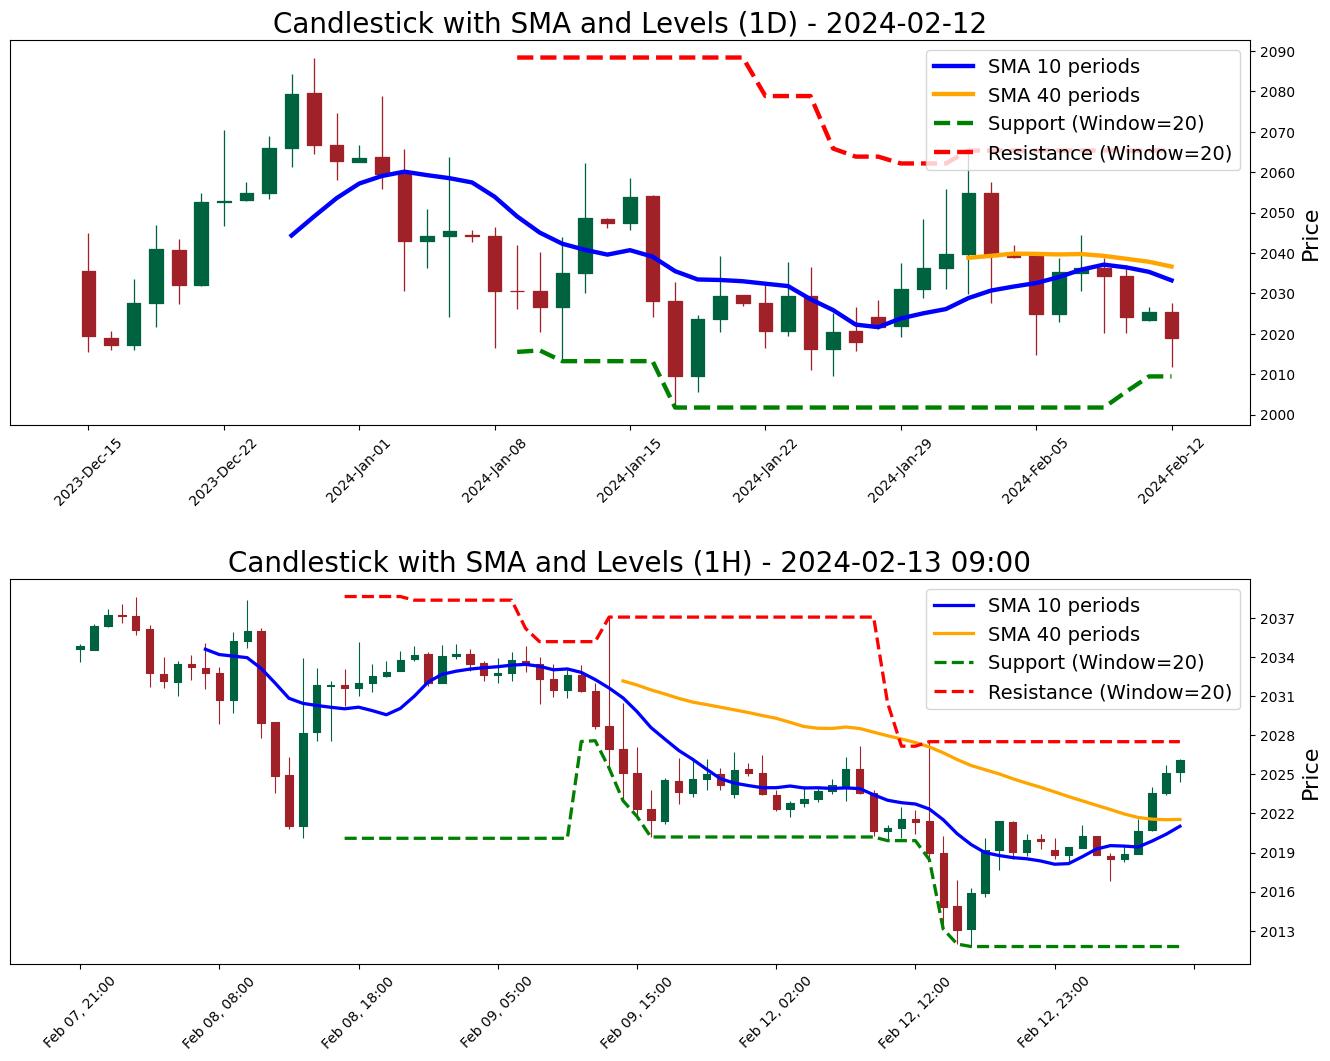 Candlestick with SMA and Levels (1D) - 2024-02-12
SMA 10 periods
SMA 40 periods
Support (Window=20)
Resistance (Window=20)
2090
2080
2070
2060
2050
2040
2030
2020
2010
2000
Price
2023-Dec-15
2023-Dec-22
2024-Jan-01
2024-Jan-08
2024-Jan-15
2024-Jan-22
2024-Jan-29
2024-Feb-05
2024-Feb-12
Candlestick with SMA and Levels (1H) - 2024-02-13 09:00
SMA 10 periods
SMA 40 periods
Support (Window=20)
Resistance (Window=20)
2037
2034
2031
2028
2025
2022
2019
2016
2013
Price
Feb 07, 21:00
Feb 08, 08:00
Feb 08, 18:00
Feb 09, 05:00
Feb 09, 15:00
Feb 12, 02:00
Feb 12, 12:00
Feb 12, 23:00